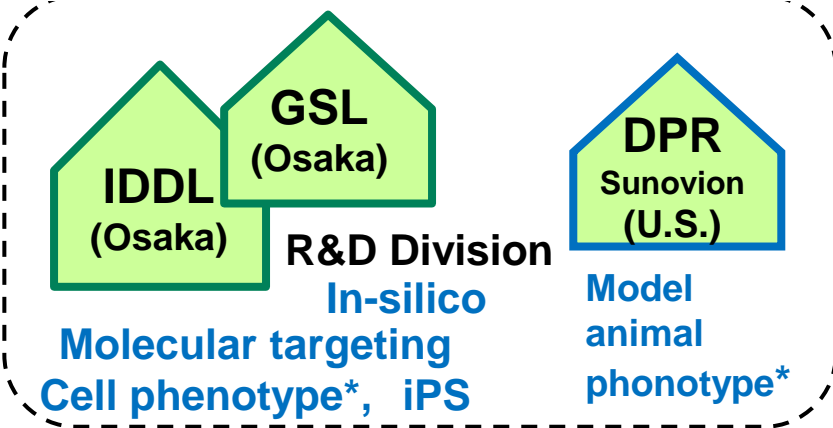 GSL
(Osaka)
IDDL
(Osaka)
DPR
Sunovion
(U.S.)
R&D Division
In-silico
Molecular targeting
Cell phenotype*, iPS
Model
animal
phonotype*